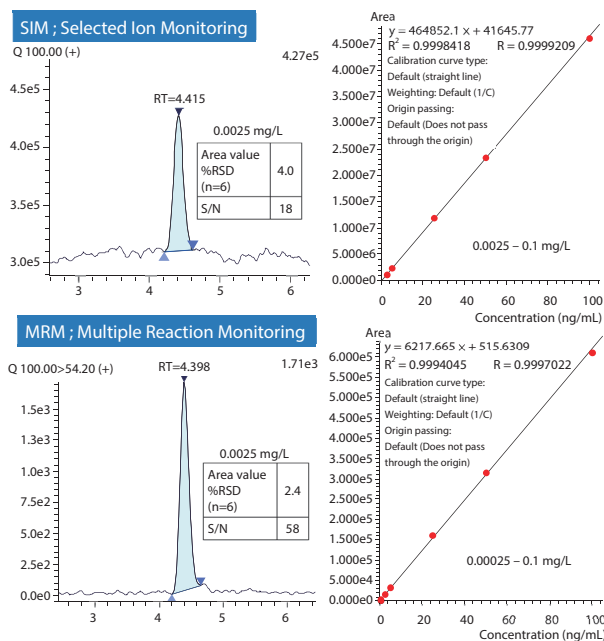 SIM ; Selected Ion Monitoring
Q 100.00 (+)
4.27e5
RT=4.415
4.5e5
3.5e5
3.0e5
0.0025 mg/L
Area value
%RSD
(n=6)
4.0
S/N
18
3
4
5
6
Area
y = 464852.1 x + 41645.77
R² = 0.9998418 R = 0.9999209
Calibration curve type:
Default (straight line)
Weighting: Default (1/C)
Origin passing:
Default (Does not pass
through the origin)
4.500e7
4.000e7
3.500e7
3.000e7
2.500e7
2.000e7
1.500e7
1.000e7
5.000e6
0.000e7
0.0025 – 0.1 mg/L
0
20
40
60
80
100
Concentration (ng/mL)
MRM ; Multiple Reaction Monitoring
Q 100.00>54.20 (+)
RT=4.398
1.71e3
1.5e3
1.0e3
5.0e2
2.5e2
0.0e0
0.0025 mg/L
Area value
%RSD
(n=6)
2.4
S/N
58
3
4
5
6
Area
y = 6217.665 x + 515.6309
R² = 0.9994045 R = 0.9997022
Calibration curve type:
Default (straight line)
Weighting: Default (1/C)
Origin passing:
Default (Does not pass
through the origin)
6.000e5
5.500e5
5.000e5
4.500e5
4.000e5
3.500e5
3.000e5
2.500e5
2.000e5
1.500e5
1.000e5
5.000e4
0.000e0
0.00025 – 0.1 mg/L
0
20
40
60
80
100
Concentration (ng/mL)